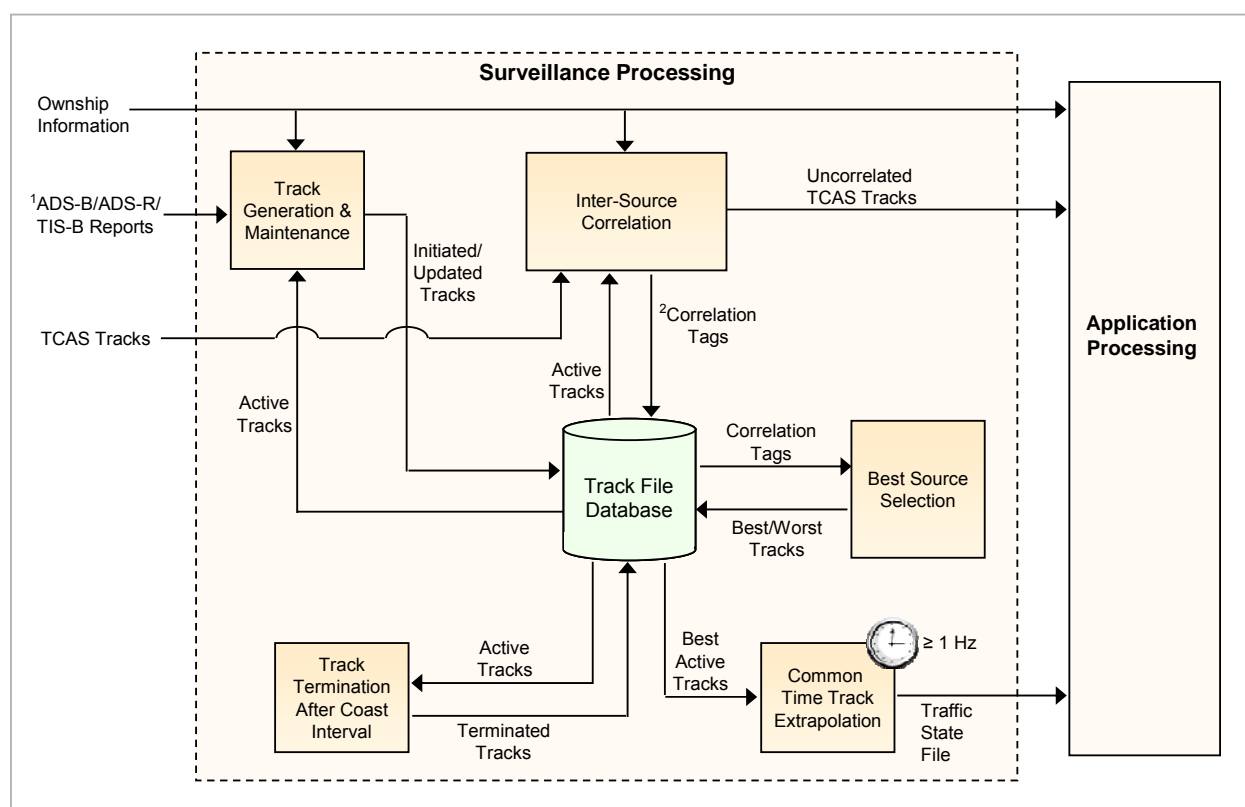 Surveillance Processing
Ownship
Information
¹ADS-B/ADS-R/
TIS-B Reports
TCAS Tracks
Track
Generation &
Maintenance
Initiated/
Updated
Tracks
Inter-Source
Correlation
Uncorrelated
TCAS Tracks
²Correlation
Tags
Active
Tracks
Active
Tracks
Application
Processing
Track File
Database
Correlation
Tags
Best/Worst
Tracks
Best Source
Selection
Track
Termination
After Coast
Interval
Active
Tracks
Terminated
Tracks
Best
Active
Tracks
≥ 1 Hz
Common
Time Track
Extrapolation
Traffic
State
File